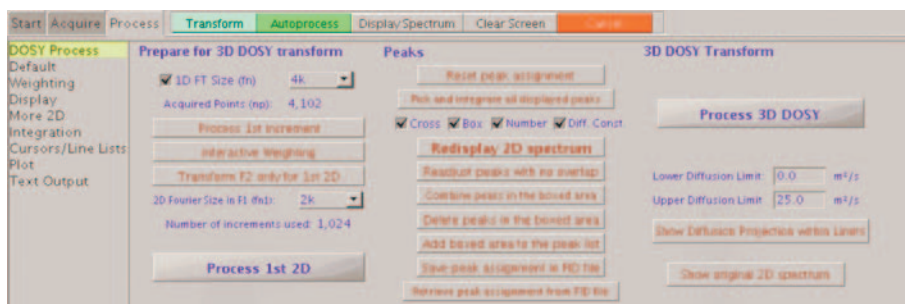 Start Acquire Process Transform Autoprocess Display Spectrum Clear Screen Cancel
DOSY Process
Default
Weighting
Display
More 2D
Integration
Cursors/Line Lists
Plot
Text Output
Prepare for 3D DOSY transform
1D FT Size (fn) 4k
Acquired Points (np): 4,102
Process 1st increment
Interactive Weighting
Transform F2 only for 1st 2D
2D Fourier Size in F1 (fn1): 2k
Number of increments used: 1,024
Process 1st 2D
Peaks
Reset peak assignment
Pick and integrate all displayed peaks
Cross Box Number Diff. Const.
Redisplay 2D spectrum
Readjust peaks with no overlap
Combine peaks in the boxed area
Delete peaks in the boxed area
Add boxed area to the peak list
Save peak assignment in FID file
Retrieve peak assignment from FID file
3D DOSY Transform
Process 3D DOSY
Lower Diffusion Limit 0.0 m²/s
Upper Diffusion Limit 25.0 m²/s
Show Diffusion Projection within Limits
Show original 2D spectrum